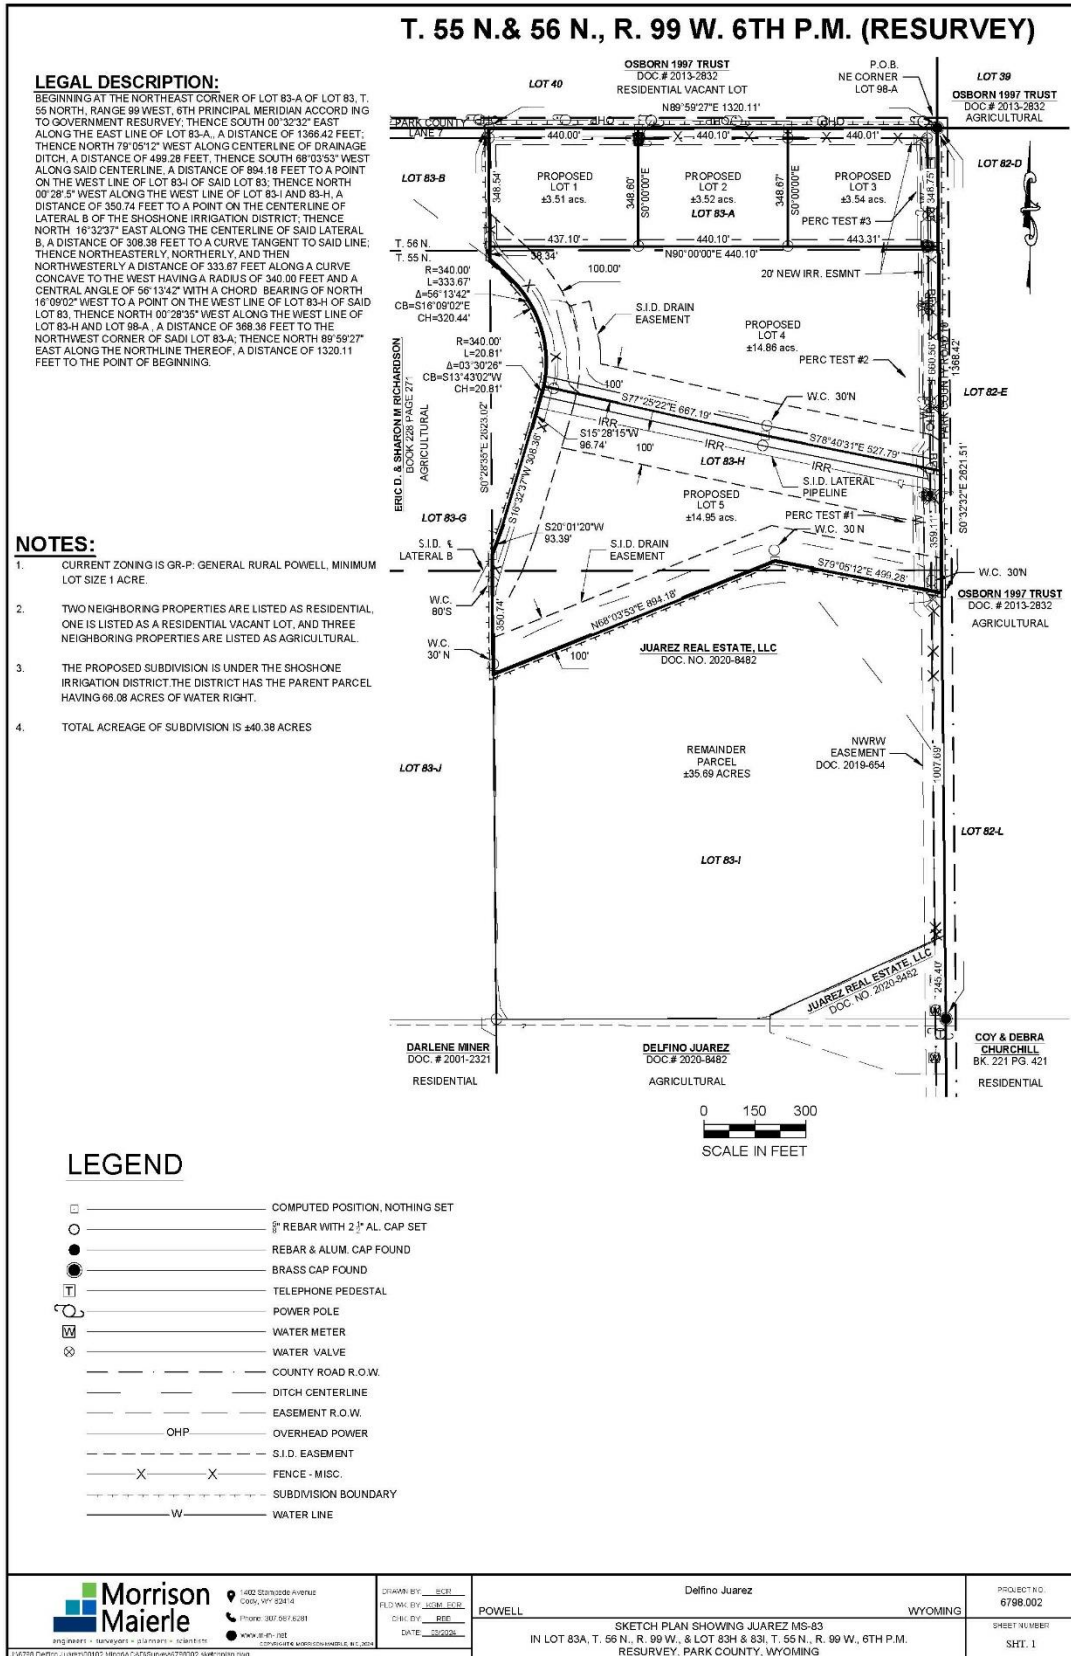 T. 55 N.& 56 N., R. 99 W. 6TH P.M. (RESURVEY)
LEGAL DESCRIPTION:
BEGINNING AT THE NORTHEAST CORNER OF LOT 83-A OF LOT 83, T.
55 NORTH, RANGE 99 WEST, 6TH PRINCIPAL MERIDIAN ACCORD ING
TO GOVERNMENT RESURVEY; THENCE SOUTH 00°32'32" EAST
ALONG THE EAST LINE OF LOT 83-A,, A DISTANCE OF 1366.42 FEET;
THENCE NORTH 79°05'12" WEST ALONG CENTERLINE OF DRAINAGE
DITCH, A DISTANCE OF 499.28 FEET, THENCE SOUTH 68°03'53" WEST
ALONG SAID CENTERLINE, A DISTANCE OF 894.18 FEET TO A POINT
ON THE WEST LINE OF LOT 83-I OF SAID LOT 83; THENCE NORTH
00°28'.5" WEST ALONG THE WEST LINE OF LOT 83-I AND 83-H, A
DISTANCE OF 350.74 FEET TO A POINT ON THE CENTERLINE OF
LATERAL B OF THE SHOSHONE IRRIGATION DISTRICT; THENCE
NORTH 16°32'37" EAST ALONG THE CENTERLINE OF SAID LATERAL
B, A DISTANCE OF 308.38 FEET TO A CURVE TANGENT TO SAID LINE;
THENCE NORTHEASTERLY, NORTHERLY, AND THEN
NORTHWESTERLY A DISTANCE OF 333.67 FEET ALONG A CURVE
CONCAVE TO THE WEST HAVING A RADIUS OF 340.00 FEET AND A
CENTRAL ANGLE OF 56°13'42" WITH A CHORD BEARING OF NORTH
16°09'02" WEST TO A POINT ON THE WEST LINE OF LOT 83-H OF SAID
LOT 83, THENCE NORTH 00°28'35" WEST ALONG THE WEST LINE OF
LOT 83-H AND LOT 98-A , A DISTANCE OF 368.36 FEET TO THE
NORTHWEST CORNER OF SADI LOT 83-A; THENCE NORTH 89°59'27"
EAST ALONG THE NORTHLINE THEREOF, A DISTANCE OF 1320.11
FEET TO THE POINT OF BEGINNING.
NOTES:
1. CURRENT ZONING IS GR-P: GENERAL RURAL POWELL, MINIMUM
LOT SIZE 1 ACRE.
2. TWO NEIGHBORING PROPERTIES ARE LISTED AS RESIDENTIAL,
ONE IS LISTED AS A RESIDENTIAL VACANT LOT, AND THREE
NEIGHBORING PROPERTIES ARE LISTED AS AGRICULTURAL.
3. THE PROPOSED SUBDIVISION IS UNDER THE SHOSHONE
IRRIGATION DISTRICT.THE DISTRICT HAS THE PARENT PARCEL
HAVING 66.08 ACRES OF WATER RIGHT.
4. TOTAL ACREAGE OF SUBDIVISION IS ±40.38 ACRES
LOT 40
OSBORN 1997 TRUST
DOC.# 2013-2832
RESIDENTIAL VACANT LOT
N89°59'27"E 1320.11'
P.O.B.
NE CORNER
LOT 98-A
LOT 39
OSBORN 1997 TRUST
DOC.# 2013-2832
AGRICULTURAL
PARK COUNTY
LANE 7
440.00'
440.10'
440.01'
LOT 83-B
LOT 82-D
348.54'
PROPOSED
LOT 1
±3.51 acs.
348.60'
S0°00'00"E
PROPOSED
LOT 2
±3.52 acs.
LOT 83-A
348.67'
S0°00'00"E
PROPOSED
LOT 3
±3.54 acs.
348.75'
PERC TEST #3
T. 56 N.
T. 55 N.
437.10'
440.10'
443.31'
38.34'
N90°00'00"E 440.10'
R=340.00'
L=333.67'
Δ=56°13'42"
CB=S16°09'02"E
CH=320.44'
100.00'
20' NEW IRR. ESMNT
S.I.D. DRAIN
EASEMENT
PROPOSED
LOT 4
±14.86 acs.
R=340.00'
L=20.81'
Δ=03°30'26"
CB=S13°43'02"W
CH=20.81'
PERC TEST #2
660.56'
1368.42'
100'
S77°25'22"E 667.19'
W.C. 30'N
LOT 82-E
ERIC D. & SHARON M RICHARDSON
BOOK 228 PAGE 271
AGRICULTURAL
S0°28'35"E 2623.02'
IRR
S15°28'15"W
96.74'
100'
IRR
S78°40'31"E 527.79'
IRR
LOT 83-H
S.I.D. LATERAL
PIPELINE
S0°32'32"E 2621.51'
S16°32'37"W 308.36'
PROPOSED
LOT 5
±14.95 acs.
PERC TEST #1
W.C. 30 N
LOT 83-G
S20°01'20"W
93.39'
S.I.D. DRAIN
EASEMENT
S.I.D. ℄
LATERAL B
S79°05'12"E 499.28'
W.C. 30'N
W.C.
80'S
OSBORN 1997 TRUST
DOC. # 2013-2832
AGRICULTURAL
350.74'
N68°03'53"E 894.18'
W.C.
30' N
100'
JUAREZ REAL ESTATE, LLC
DOC. NO. 2020-8482
REMAINDER
PARCEL
±35.69 ACRES
NWRW
EASEMENT
DOC. 2019-654
1007.69'
LOT 83-J
LOT 82-L
LOT 83-I
JUAREZ REAL ESTATE, LLC
DOC. NO. 2020-8482
245.40'
DARLENE MINER
DOC. # 2001-2321
RESIDENTIAL
DELFINO JUAREZ
DOC.# 2020-8482
AGRICULTURAL
COY & DEBRA
CHURCHILL
BK. 221 PG. 421
RESIDENTIAL
0 150 300
SCALE IN FEET
LEGEND
COMPUTED POSITION, NOTHING SET
5/8" REBAR WITH 2 1/2" AL. CAP SET
REBAR & ALUM. CAP FOUND
BRASS CAP FOUND
T TELEPHONE PEDESTAL
POWER POLE
W WATER METER
WATER VALVE
COUNTY ROAD R.O.W.
DITCH CENTERLINE
EASEMENT R.O.W.
OHP OVERHEAD POWER
S.I.D. EASEMENT
X X FENCE - MISC.
SUBDIVISION BOUNDARY
W WATER LINE
Morrison
Maierle
engineers • surveyors • planners • scientists
1402 Stampede Avenue
Cody, WY 82414
Phone: 307.587.6281
www.m-m.net
COPYRIGHT © MORRISON-MAIERLE, INC., 2024
DRAWN BY: BCR
FLD WK. BY: KGM, BCR
CHK. BY: RBB
DATE: 03/2024
Delfino Juarez
POWELL WYOMING
SKETCH PLAN SHOWING JUAREZ MS-83
IN LOT 83A, T. 56 N., R. 99 W., & LOT 83H & 83I, T. 55 N., R. 99 W., 6TH P.M.
RESURVEY, PARK COUNTY, WYOMING
PROJECT NO.
6798.002
SHEET NUMBER
SHT. 1